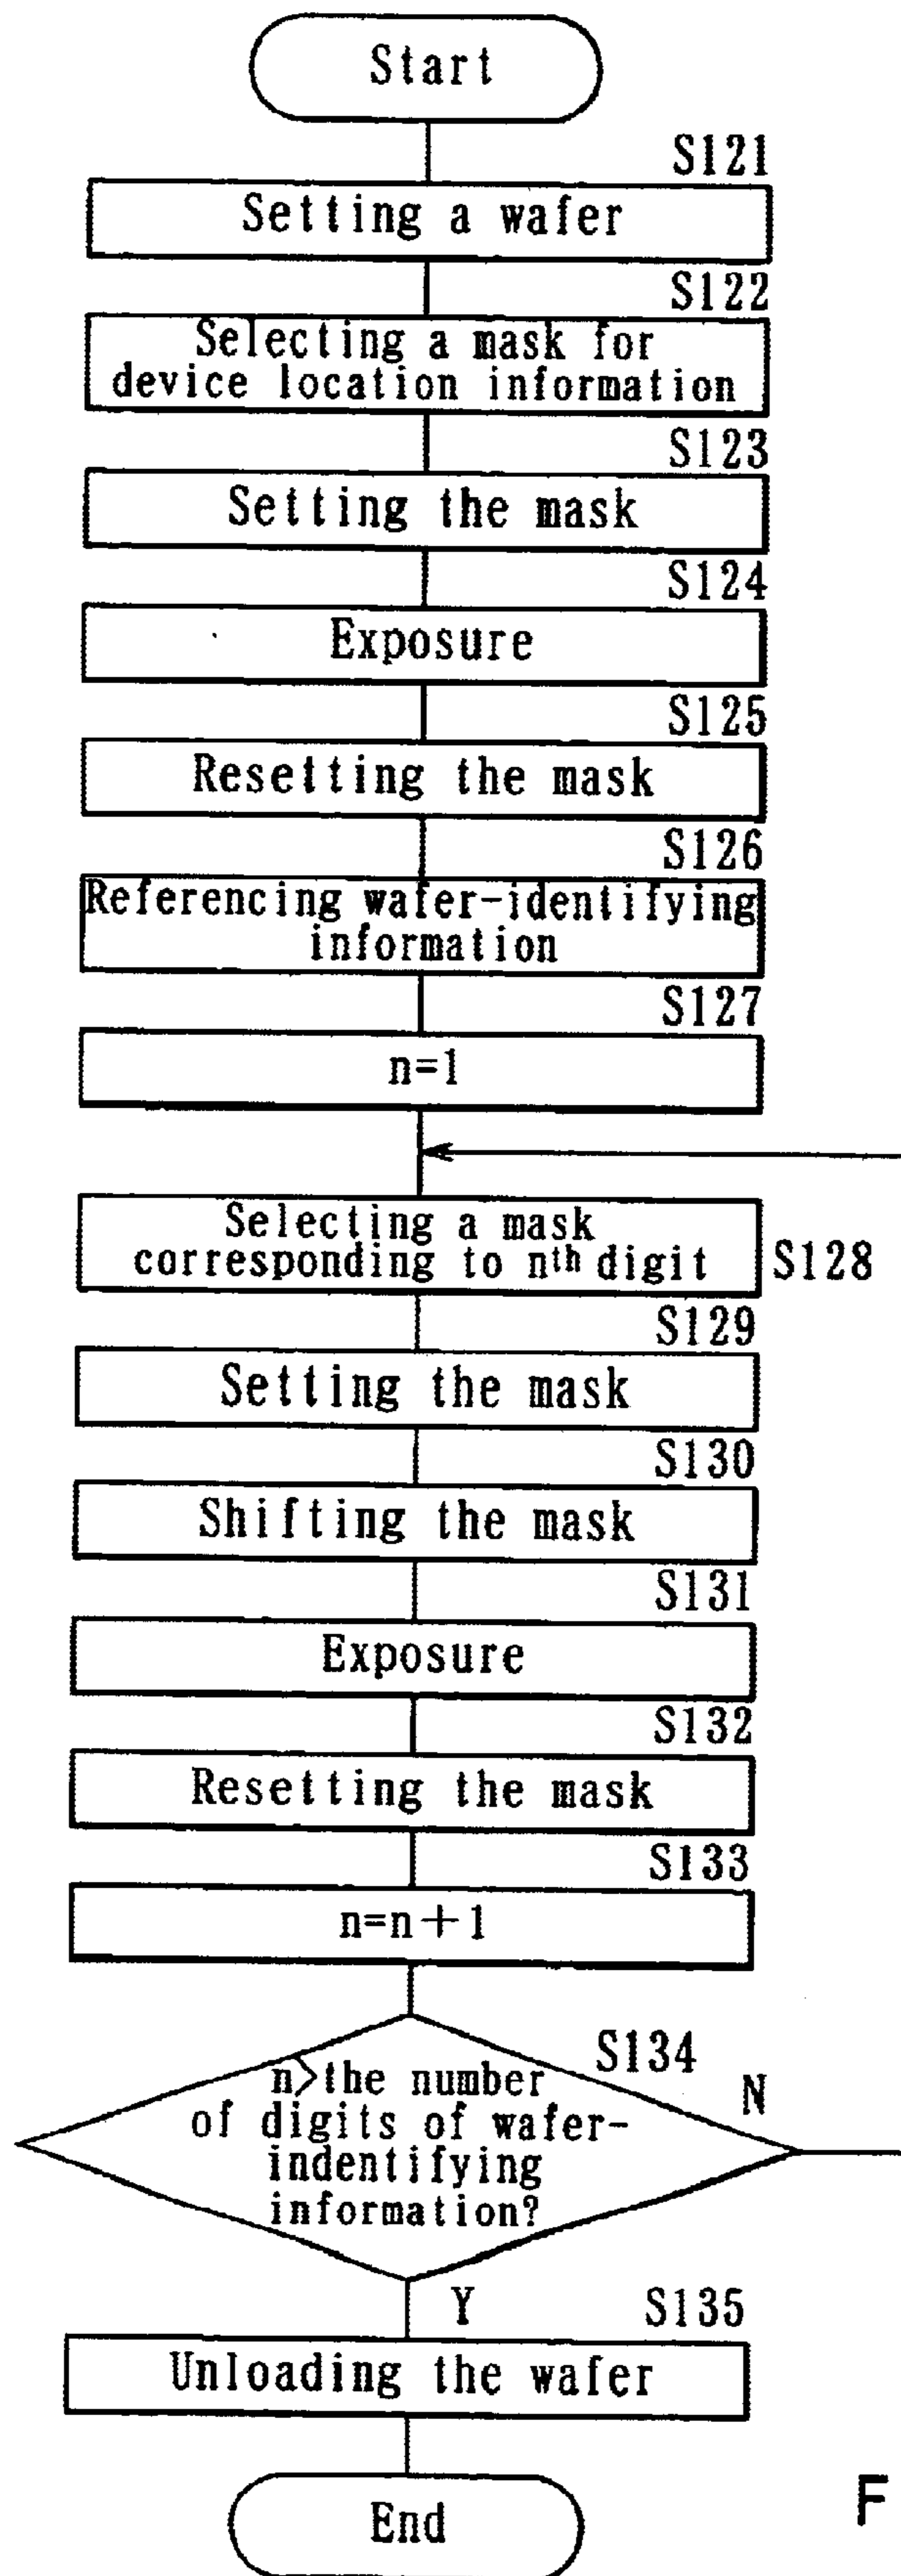 Start
S121
Setting a wafer
S122
Selecting a mask for
device location information
S123
Setting the mask
S124
Exposure
S125
Resetting the mask
S126
Referencing wafer-identifying
information
S127
n=1
Selecting a mask
corresponding to nth digit
S128
S129
Setting the mask
S130
Shifting the mask
S131
Exposure
S132
Resetting the mask
S133
n=n+1
S134
n>the number
of digits of wafer-
indentifying
information?
N
Y
S135
Unloading the wafer
End
F